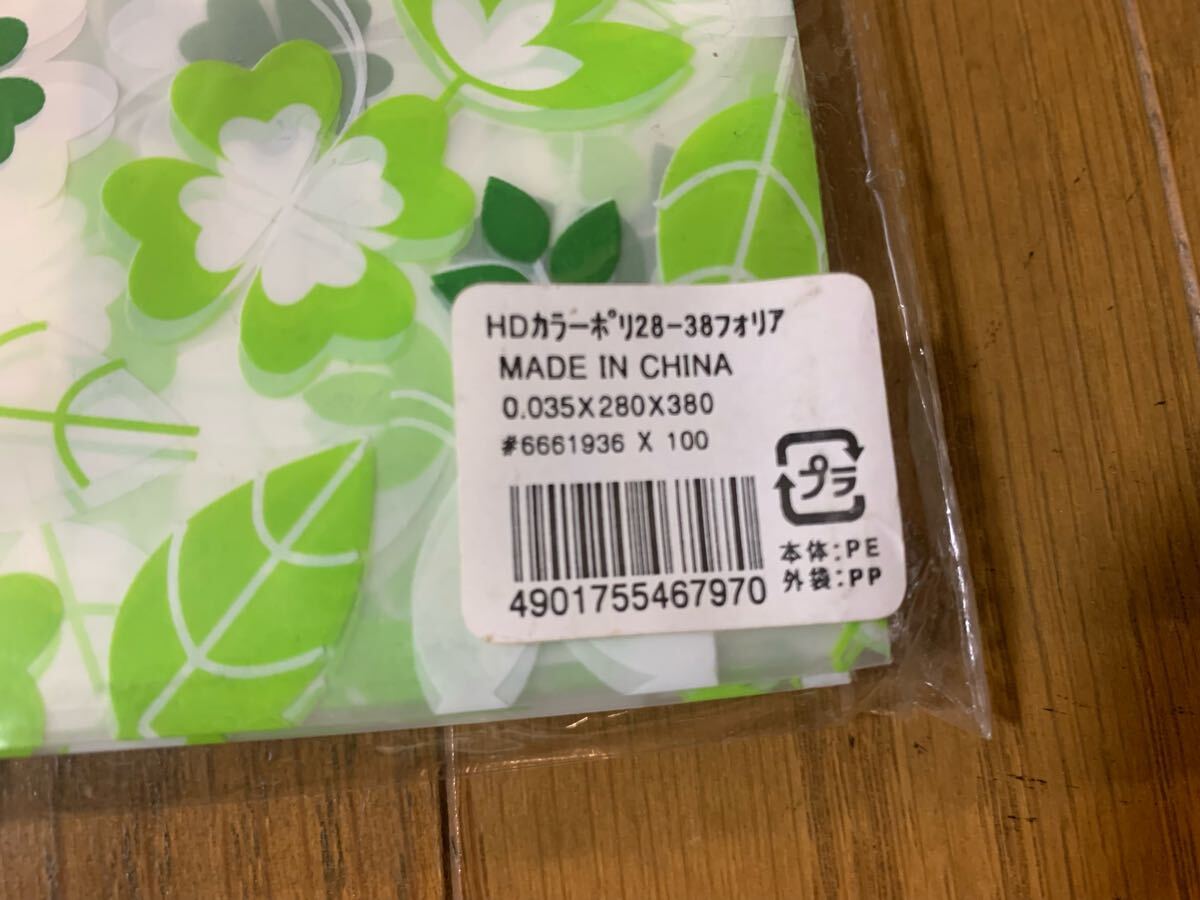 HDカラーポリ28-38フォリア
MADE IN CHINA
0.035X280X380
#6661936 X 100
プラ
本体:PE
外袋:PP
4901755467970